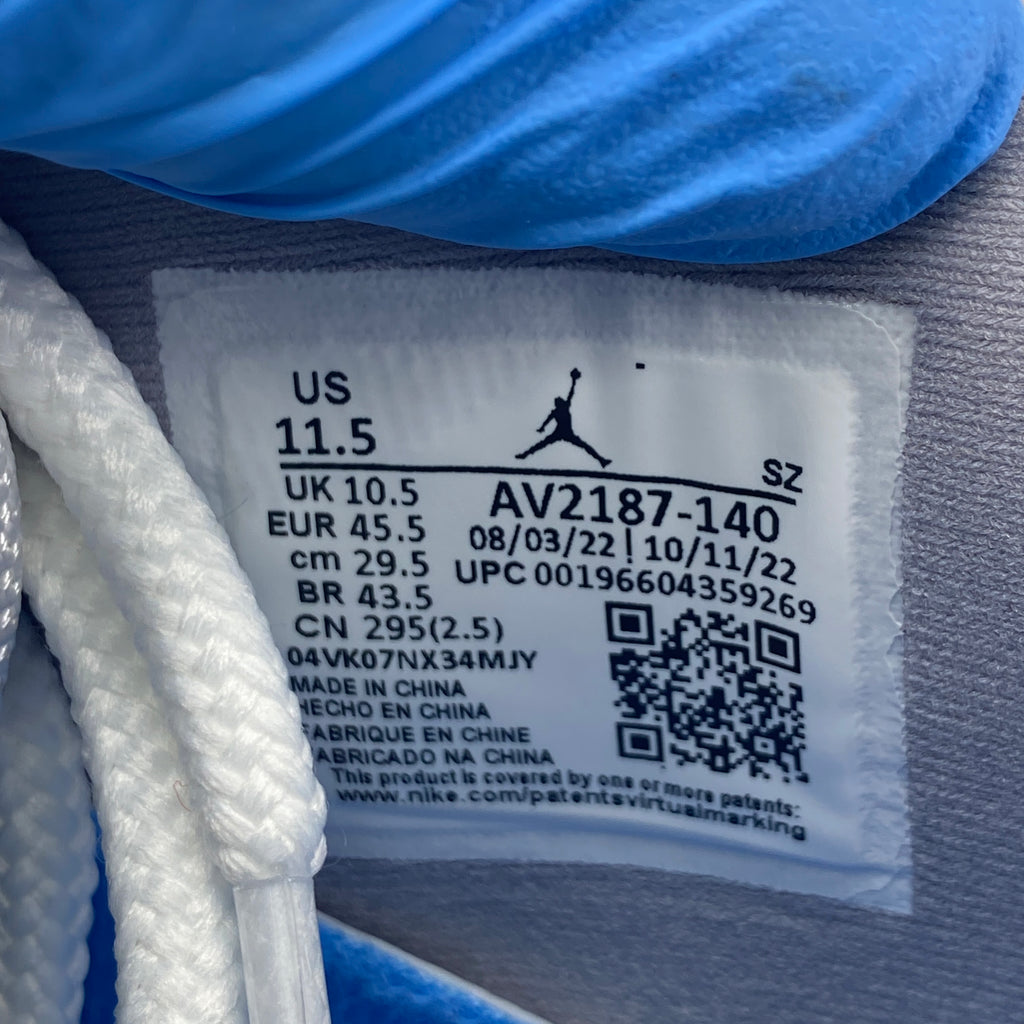 US
11.5
SZ
UK 10.5
AV2187-140
EUR 45.5
08/03/22 | 10/11/22
cm 29.5
UPC 00196604359269
BR 43.5
CN 295(2.5)
04VK07NX34MJY
MADE IN CHINA
HECHO EN CHINA
FABRIQUE EN CHINE
FABRICADO NA CHINA
This product is covered by one or more patents:
www.nike.com/patentsvirtualmarking